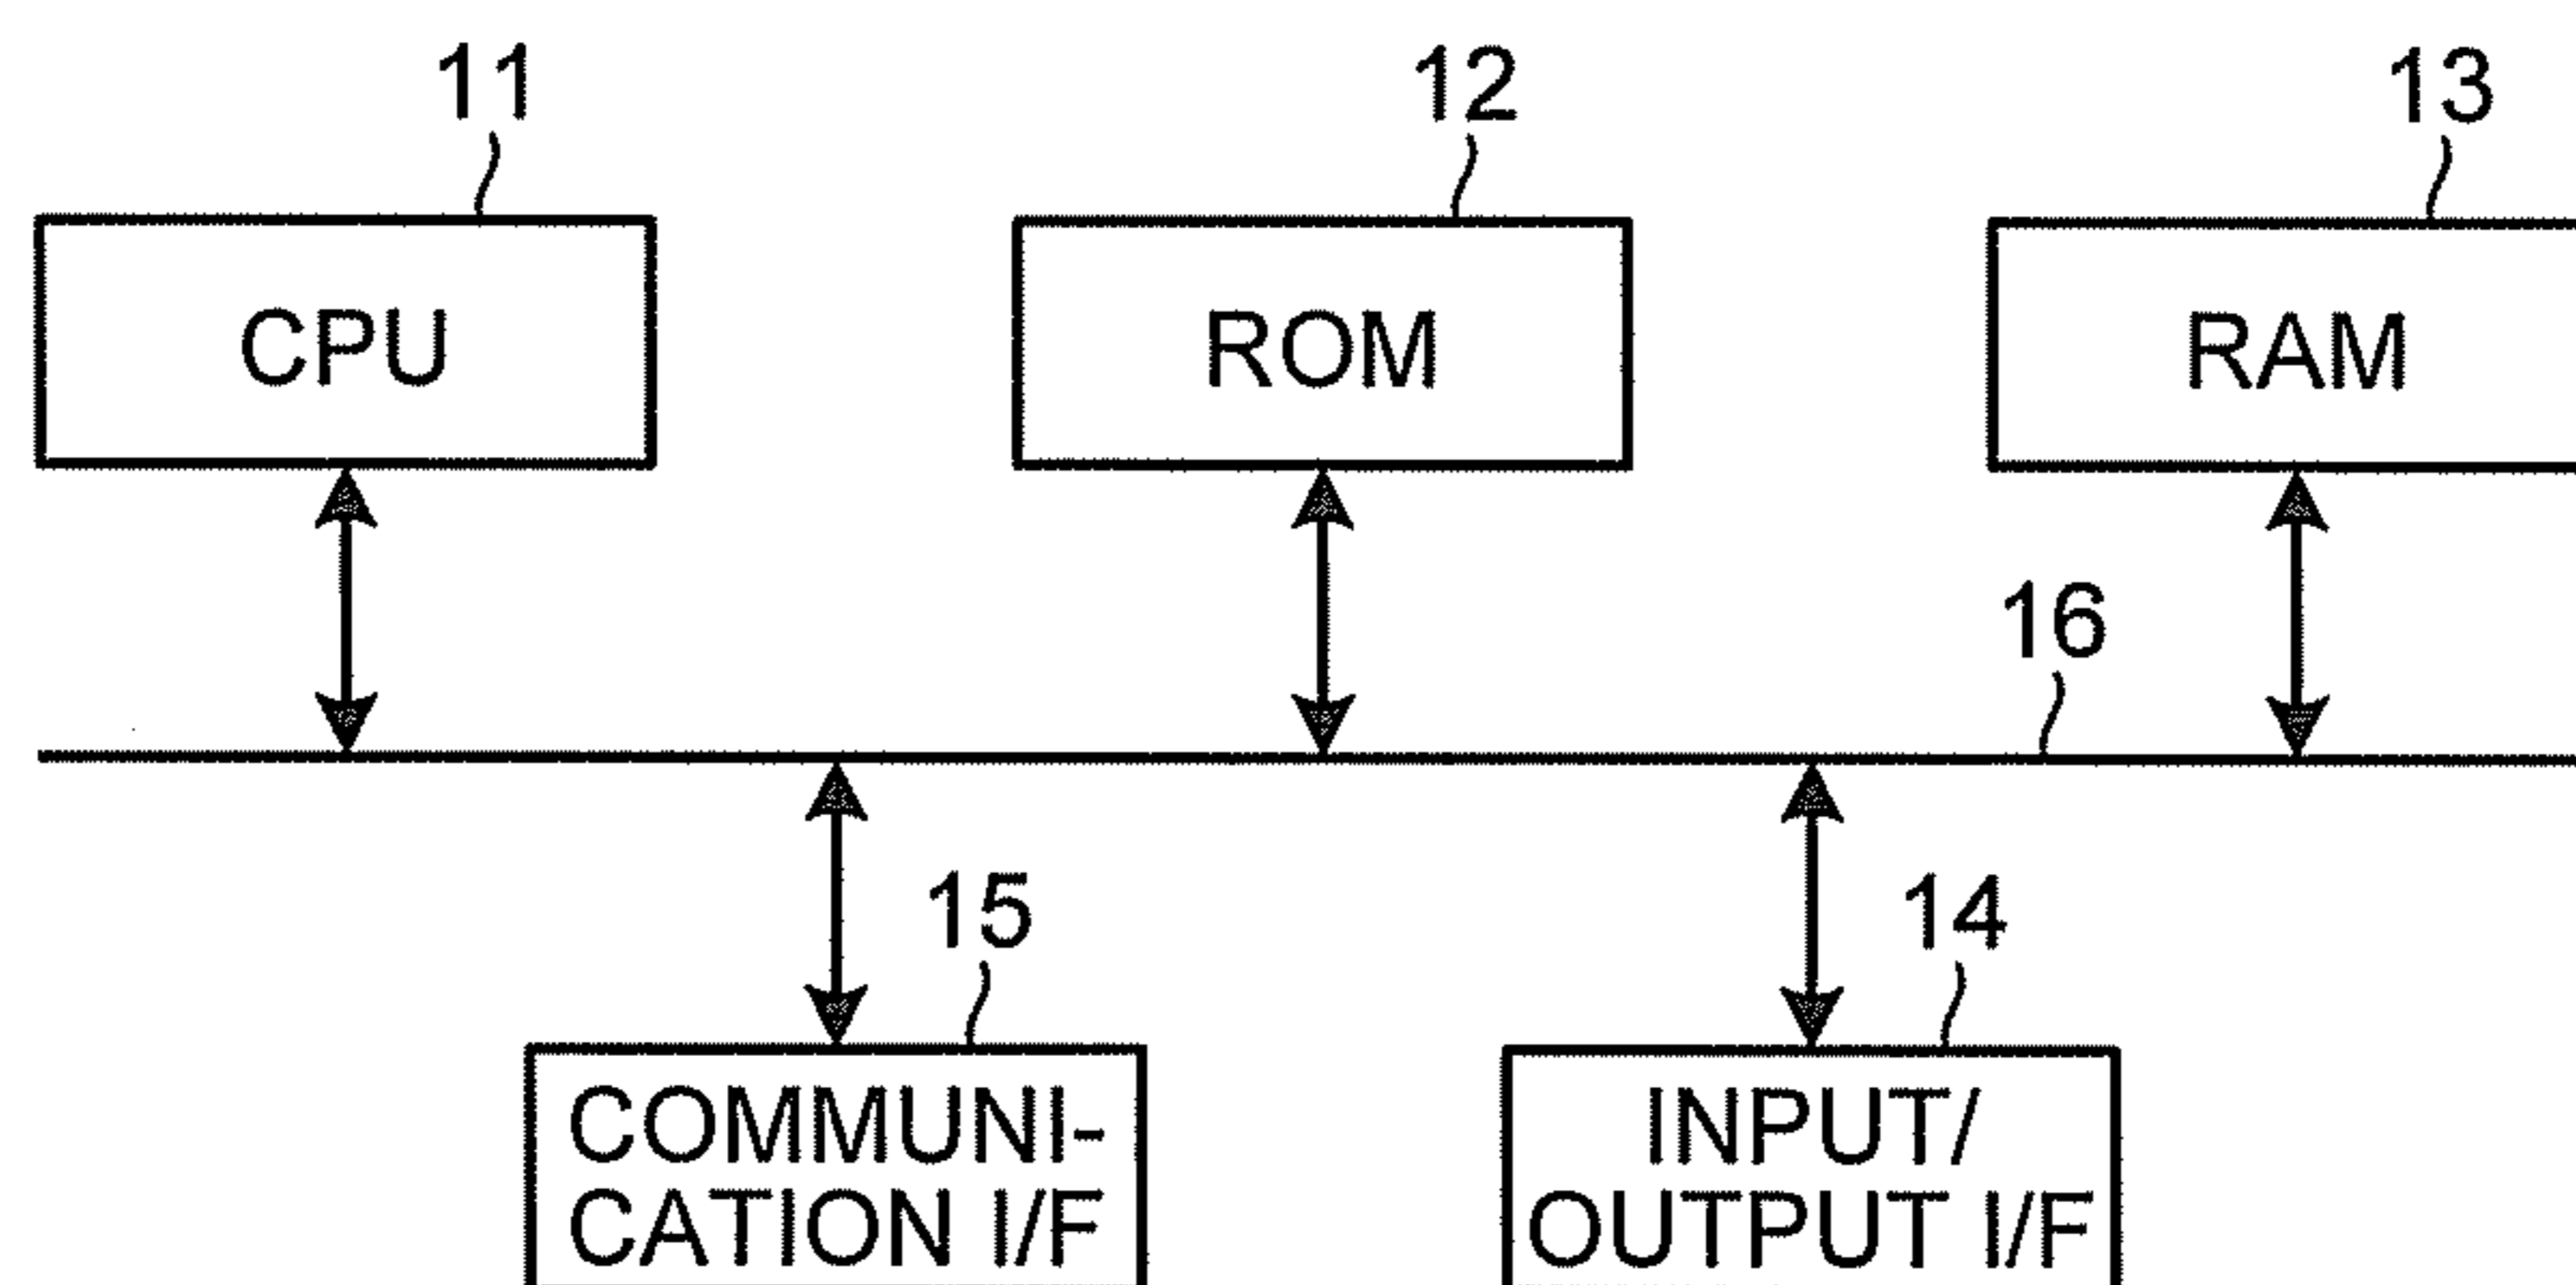 11
12
13
CPU
ROM
RAM
16
15
14
COMMUNI-
CATION I/F
INPUT/
OUTPUT I/F